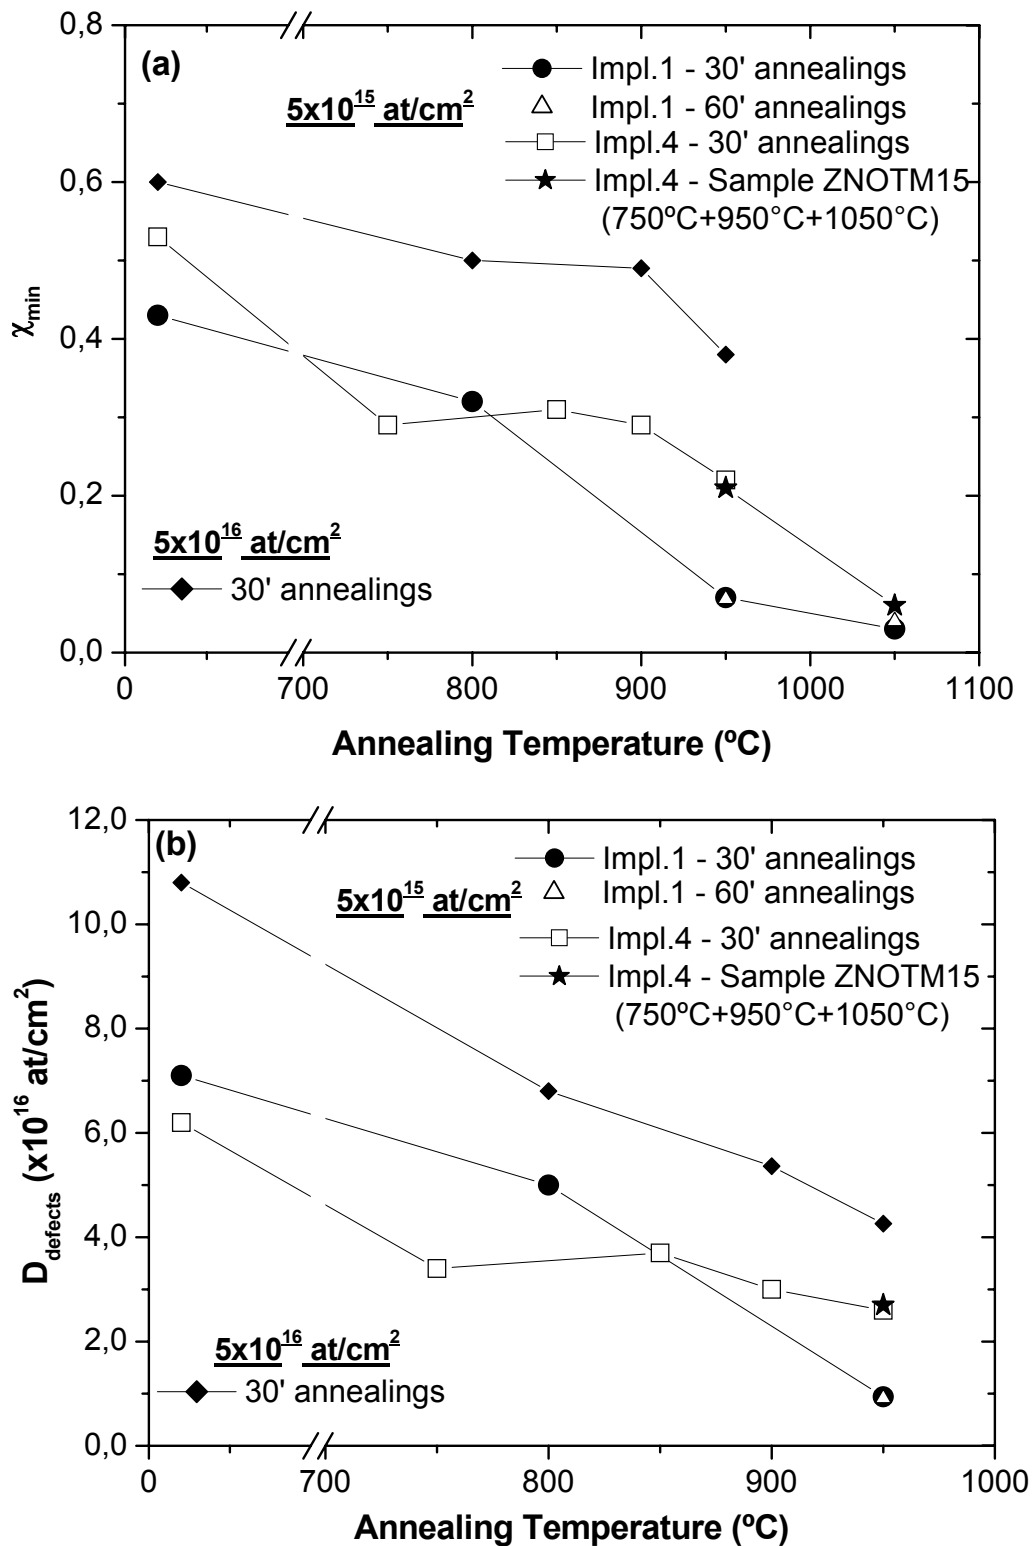 0,8
(a)
Impl.1 - 30' annealings
5x10^15 at/cm^2
Impl.1 - 60' annealings
Impl.4 - 30' annealings
0,6
Impl.4 - Sample ZNOTM15
(750ºC+950°C+1050°C)
χmin
0,4
0,2
5x10^16 at/cm^2
30' annealings
0,0
0 700 800 900 1000 1100
Annealing Temperature (ºC)
12,0
(b)
Impl.1 - 30' annealings
5x10^15 at/cm^2
Impl.1 - 60' annealings
10,0
Impl.4 - 30' annealings
Impl.4 - Sample ZNOTM15
(750ºC+950°C+1050°C)
8,0
Ddefects (x10^16 at/cm^2)
6,0
4,0
2,0
5x10^16 at/cm^2
30' annealings
0,0
0 700 800 900 1000
Annealing Temperature (ºC)